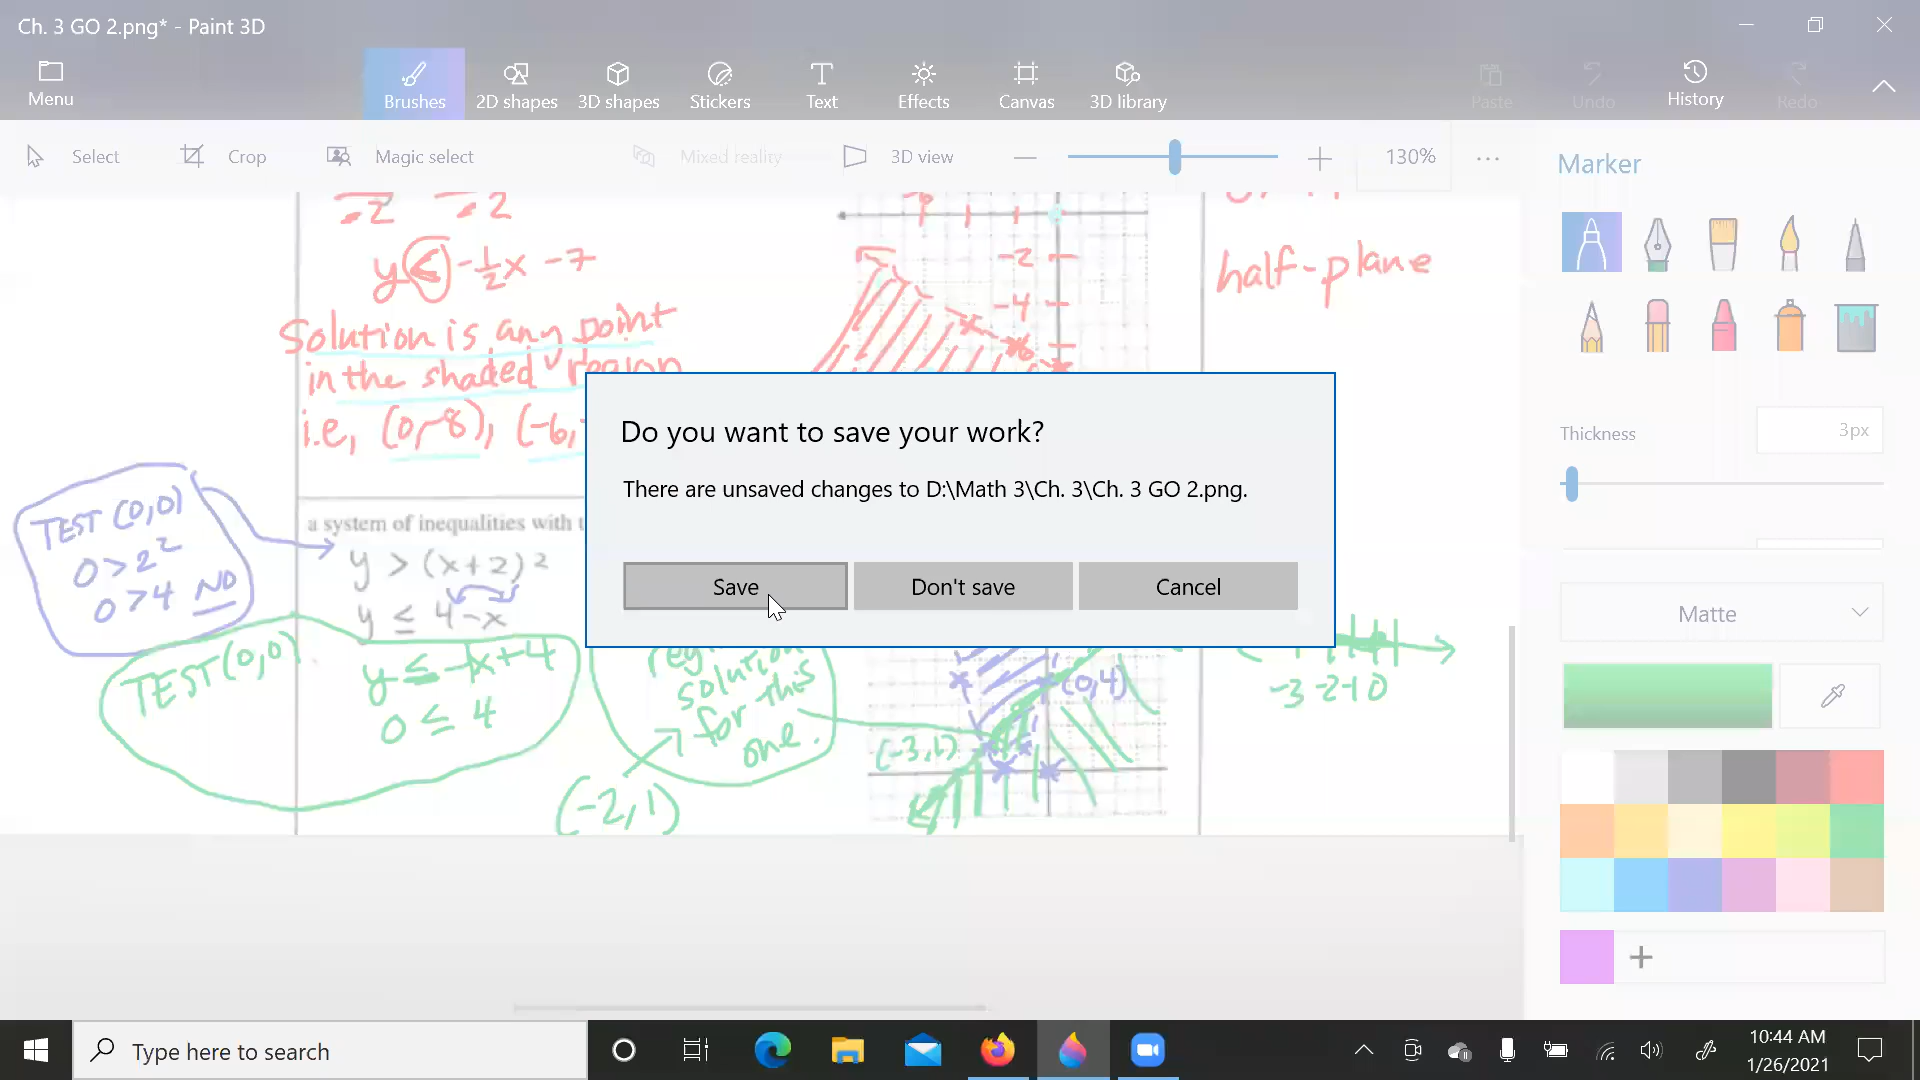 Ch. 3 GO 2.png* - Paint 3D
Menu
Brushes
2D shapes
3D shapes
Stickers
Text
Effects
Canvas
3D library
Paste
Undo
History
Redo
Select
Crop
Magic select
Mixed reality
3D view
130%
-2 -2
y < -1/2x -7
Solution is any point
in the shaded region
i.e, (0,-8), (-6,
-2
-4
half-plane
Do you want to save your work?
There are unsaved changes to D:\Math 3\Ch. 3\Ch. 3 GO 2.png.
Save
Don't save
Cancel
TEST (0,0)
0>2²
0>4 NO
a system of inequalities with t
y > (x+2)²
y ≤ 4-x
TEST (0,0)
y ≤ -1x+4
0 ≤ 4
solution
for this
one.
(-2,1)
(0,4)
(-3,1)
-3 -2 -1 0
Marker
Thickness
3px
Matte
Type here to search
10:44 AM
1/26/2021